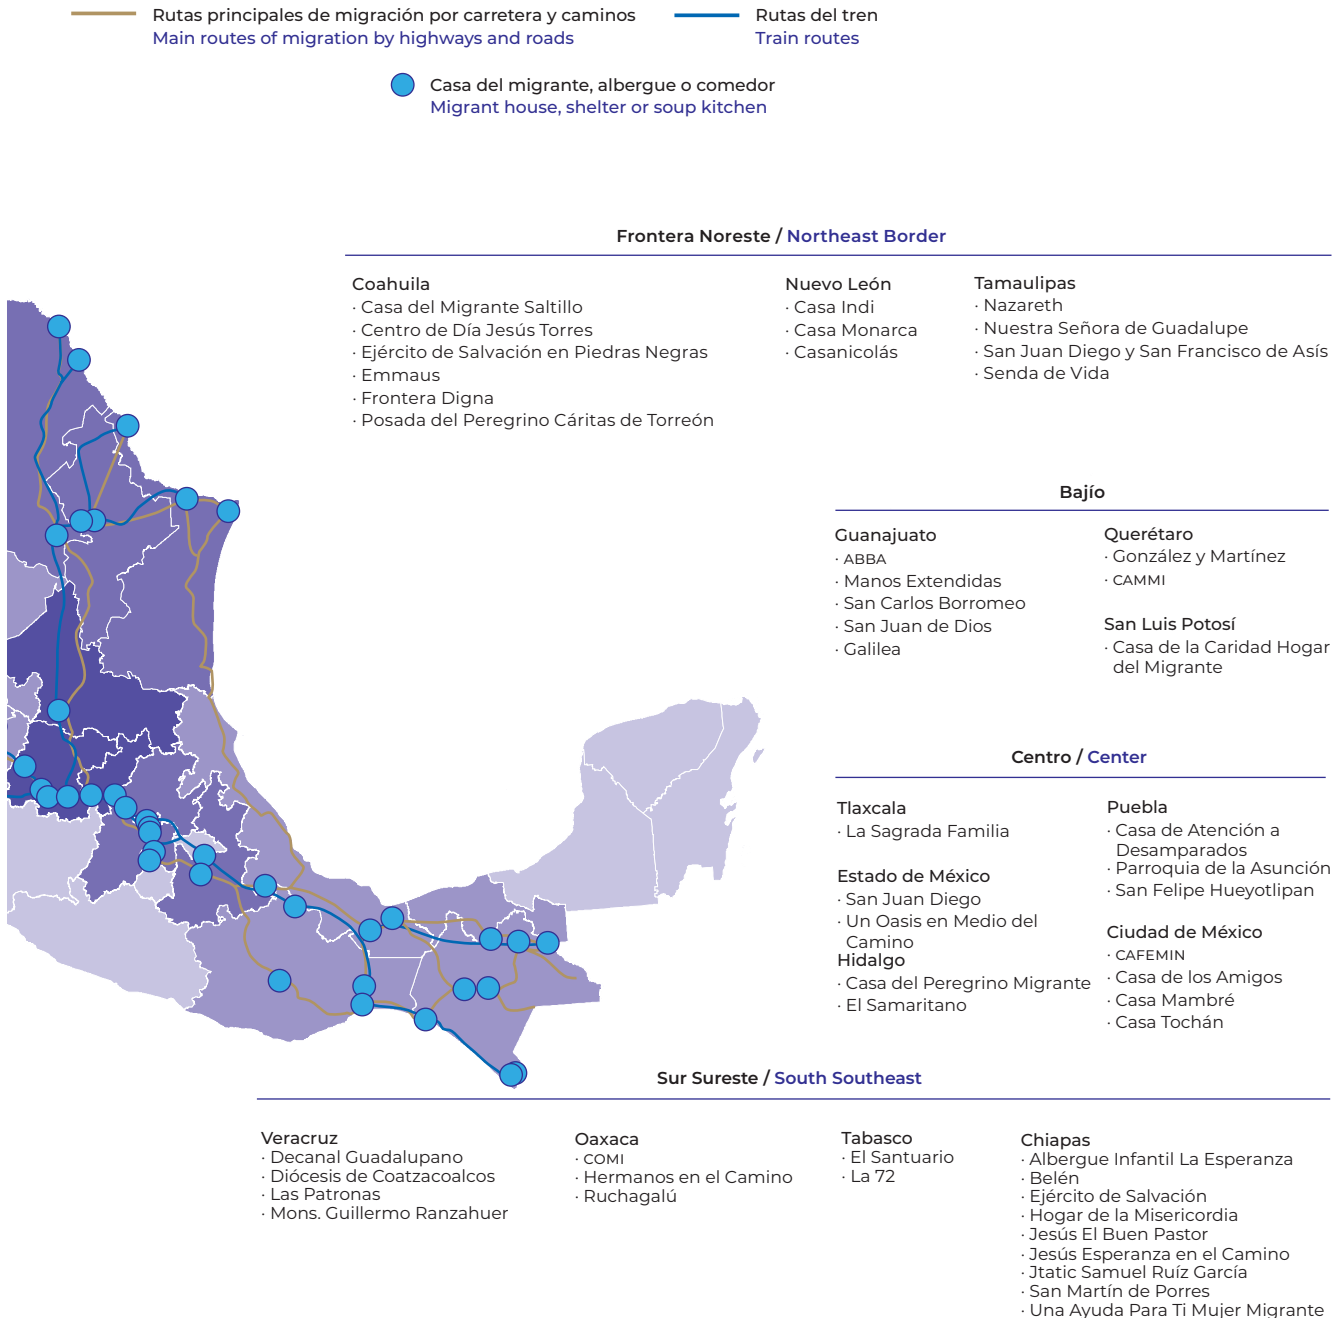 Rutas principales de migración por carretera y caminos
Main routes of migration by highways and roads
Rutas del tren
Train routes
Casa del migrante, albergue o comedor
Migrant house, shelter or soup kitchen
Frontera Noreste / Northeast Border
Coahuila
· Casa del Migrante Saltillo
· Centro de Día Jesús Torres
· Ejército de Salvación en Piedras Negras
· Emmaus
· Frontera Digna
· Posada del Peregrino Cáritas de Torreón
Nuevo León
· Casa Indi
· Casa Monarca
· Casanicolás
Tamaulipas
· Nazareth
· Nuestra Señora de Guadalupe
· San Juan Diego y San Francisco de Asís
· Senda de Vida
Bajío
Guanajuato
· ABBA
· Manos Extendidas
· San Carlos Borromeo
· San Juan de Dios
· Galilea
Querétaro
· González y Martínez
· CAMMI
San Luis Potosí
· Casa de la Caridad Hogar
del Migrante
Centro / Center
Tlaxcala
· La Sagrada Familia
Estado de México
· San Juan Diego
· Un Oasis en Medio del
Camino
Hidalgo
· Casa del Peregrino Migrante
· El Samaritano
Puebla
· Casa de Atención a
Desamparados
· Parroquia de la Asunción
· San Felipe Hueyotlipan
Ciudad de México
· CAFEMIN
· Casa de los Amigos
· Casa Mambré
· Casa Tochán
Sur Sureste / South Southeast
Veracruz
· Decanal Guadalupano
· Diócesis de Coatzacoalcos
· Las Patronas
· Mons. Guillermo Ranzahuer
Oaxaca
· COMI
· Hermanos en el Camino
· Ruchagalú
Tabasco
· El Santuario
· La 72
Chiapas
· Albergue Infantil La Esperanza
· Belén
· Ejército de Salvación
· Hogar de la Misericordia
· Jesús El Buen Pastor
· Jesús Esperanza en el Camino
· Jtatic Samuel Ruíz García
· San Martín de Porres
· Una Ayuda Para Ti Mujer Migrante